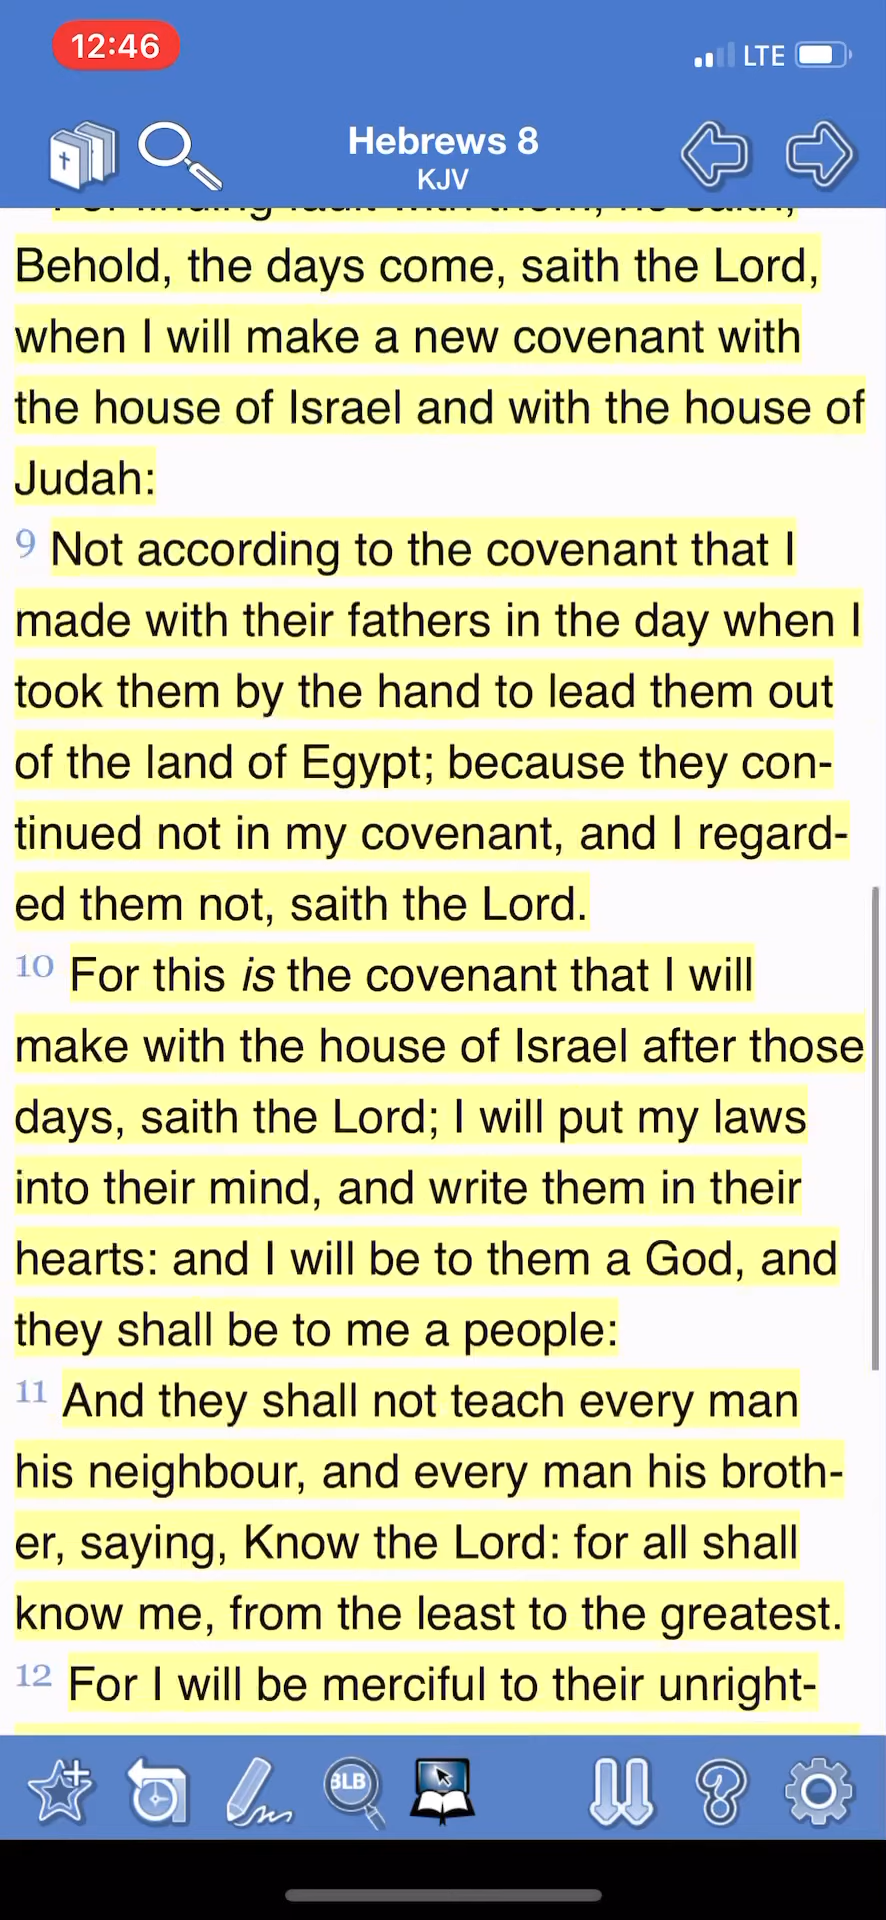 12:46
LTE
Hebrews 8
KJV
For finding fault with them, he saith,
Behold, the days come, saith the Lord,
when I will make a new covenant with
the house of Israel and with the house of
Judah:
9 Not according to the covenant that I
made with their fathers in the day when I
took them by the hand to lead them out
of the land of Egypt; because they con-
tinued not in my covenant, and I regard-
ed them not, saith the Lord.
10 For this is the covenant that I will
make with the house of Israel after those
days, saith the Lord; I will put my laws
into their mind, and write them in their
hearts: and I will be to them a God, and
they shall be to me a people:
11 And they shall not teach every man
his neighbour, and every man his broth-
er, saying, Know the Lord: for all shall
know me, from the least to the greatest.
12 For I will be merciful to their unright-
BLB